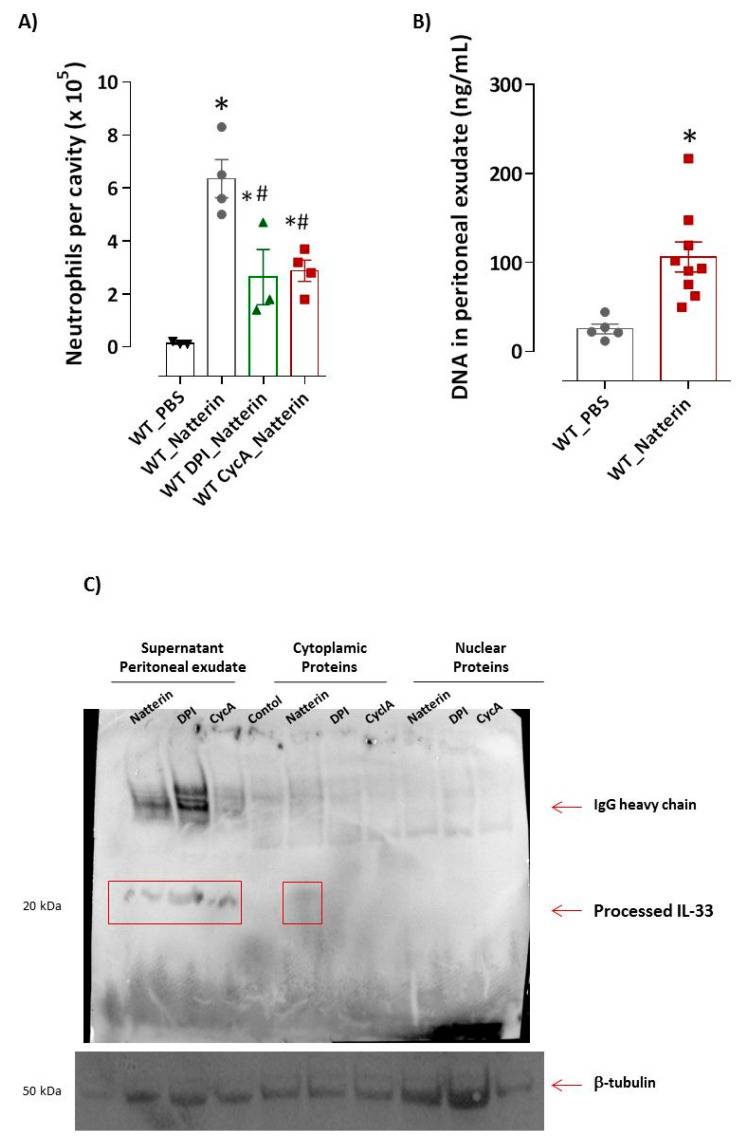 A)
Neutrophils per cavity (x 10⁵)
10
8
6
4
2
0
*
*#
*#
WT_PBS
WT_Natterin
WT DPI_Natterin
WT CycA_Natterin
B)
DNA in peritoneal exudate (ng/mL)
300
200
100
0
*
WT_PBS
WT_Natterin
C)
Supernatant
Peritoneal exudate
Cytoplamic
Proteins
Nuclear
Proteins
Natterin
DPI
CycA
Contol
Natterin
DPI
CyclA
Natterin
DPI
CycA
IgG heavy chain
20 kDa
Processed IL-33
50 kDa
β-tubulin